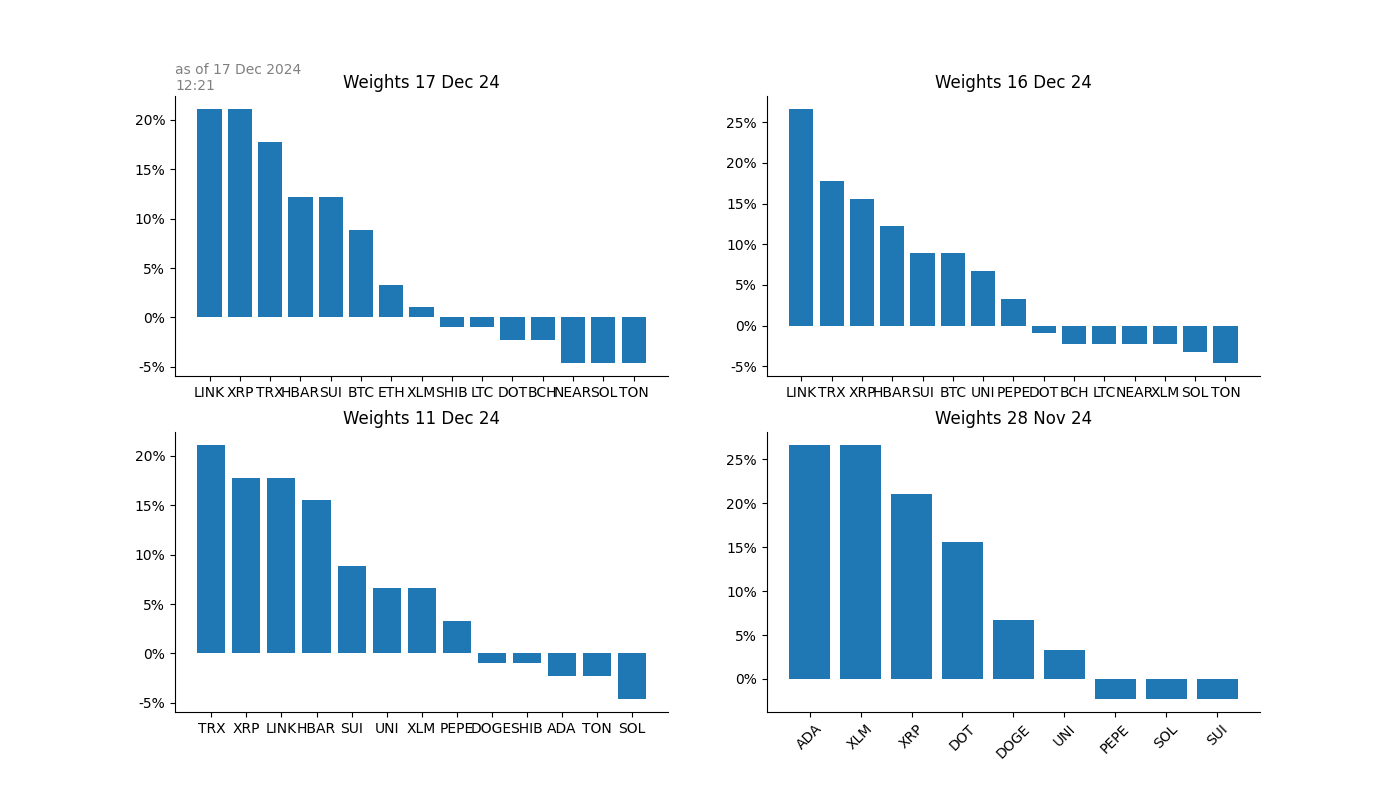 as of 17 Dec 2024
12:21
Weights 17 Dec 24
20%
15%
10%
5%
0%
-5%
LINK XRP TRX HBAR SUI BTC ETH XLM SHIB LTC DOT BCH NEAR SOL TON
Weights 16 Dec 24
25%
20%
15%
10%
5%
0%
-5%
LINK TRX XRP HBAR SUI BTC UNI PEPE DOT BCH LTC NEAR XLM SOL TON
Weights 11 Dec 24
20%
15%
10%
5%
0%
-5%
TRX XRP LINK HBAR SUI UNI XLM PEPE DOGE SHIB ADA TON SOL
Weights 28 Nov 24
25%
20%
15%
10%
5%
0%
ADA XLM XRP DOT DOGE UNI PEPE SOL SUI